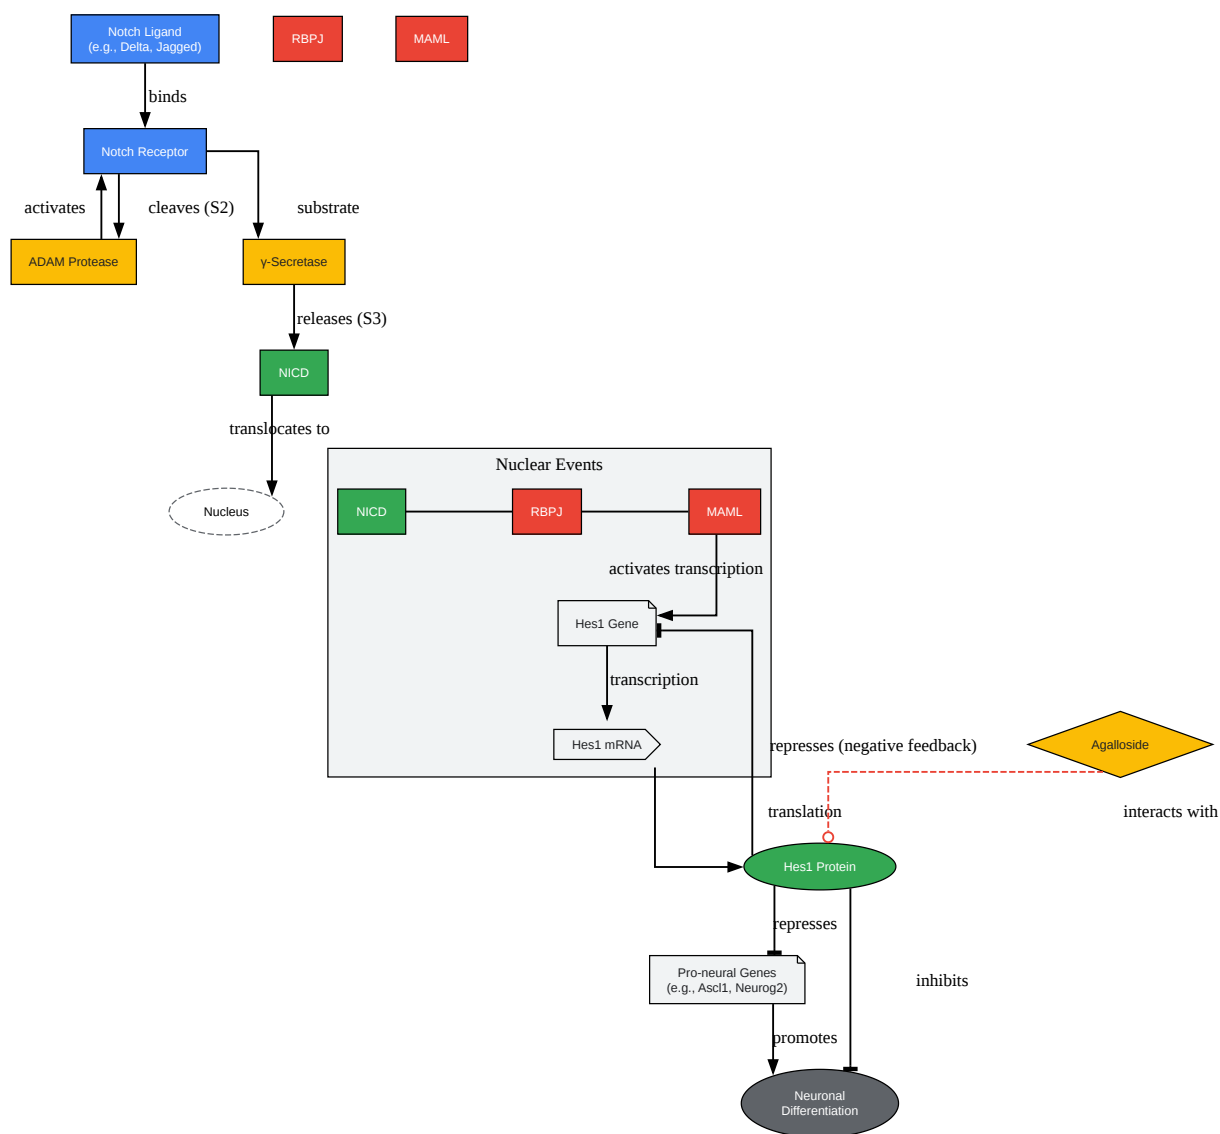 Notch Ligand
(e.g., Delta, Jagged)
RBPJ
MAML
binds
Notch Receptor
activates
cleaves (S2)
substrate
ADAM Protease
γ-Secretase
releases (S3)
NICD
translocates to
Nuclear Events
Nucleus
NICD
RBPJ
MAML
activates transcription
Hes1 Gene
transcription
Hes1 mRNA
represses (negative feedback)
Agalloside
translation
interacts with
Hes1 Protein
represses
Pro-neural Genes
(e.g., Ascl1, Neurog2)
inhibits
promotes
Neuronal
Differentiation